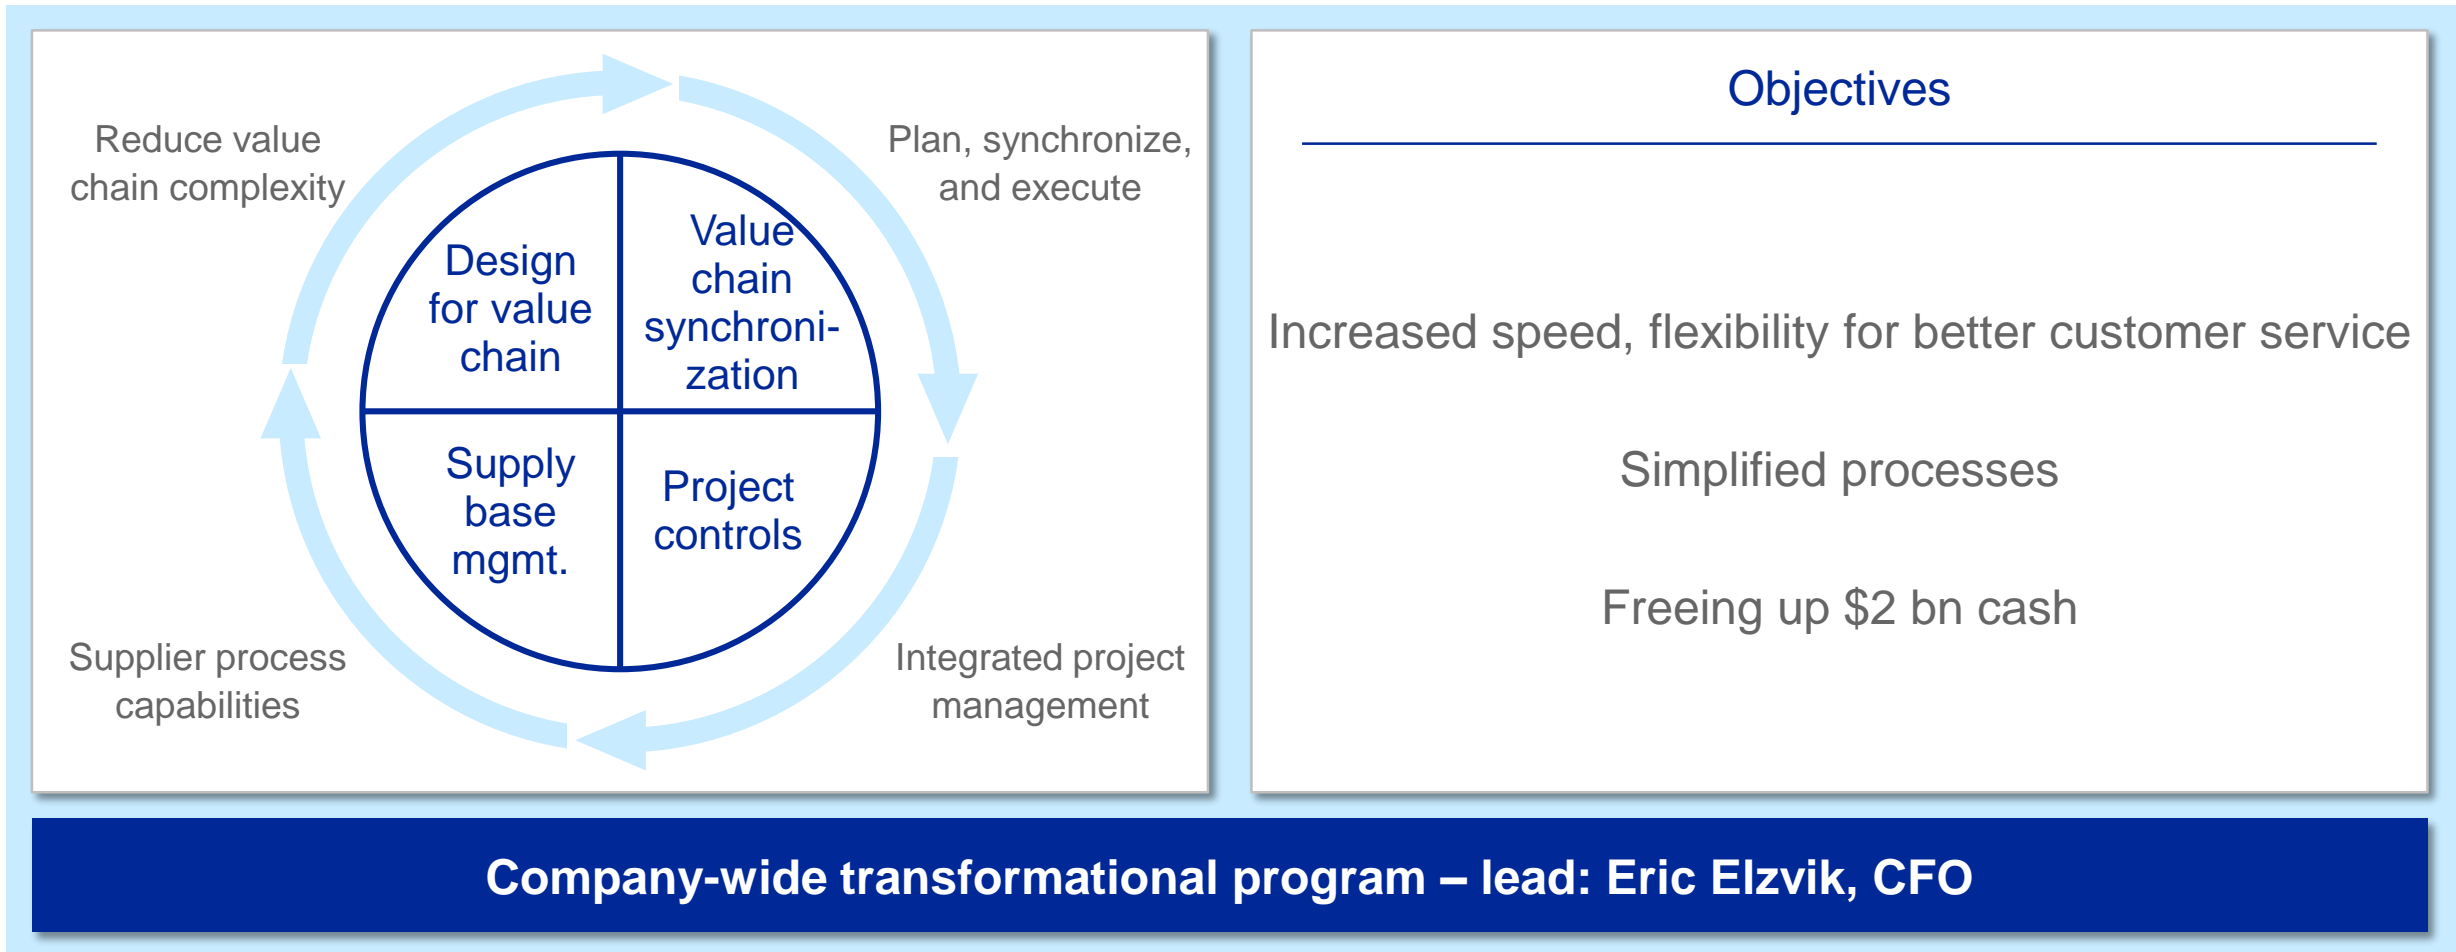 Reduce value
chain complexity
Plan, synchronize,
and execute
Design
for value
chain
Value
chain
synchroni-
zation
Supply
base
mgmt.
Project
controls
Supplier process
capabilities
Integrated project
management
Objectives
Increased speed, flexibility for better customer service
Simplified processes
Freeing up $2 bn cash
Company-wide transformational program – lead: Eric Elzvik, CFO